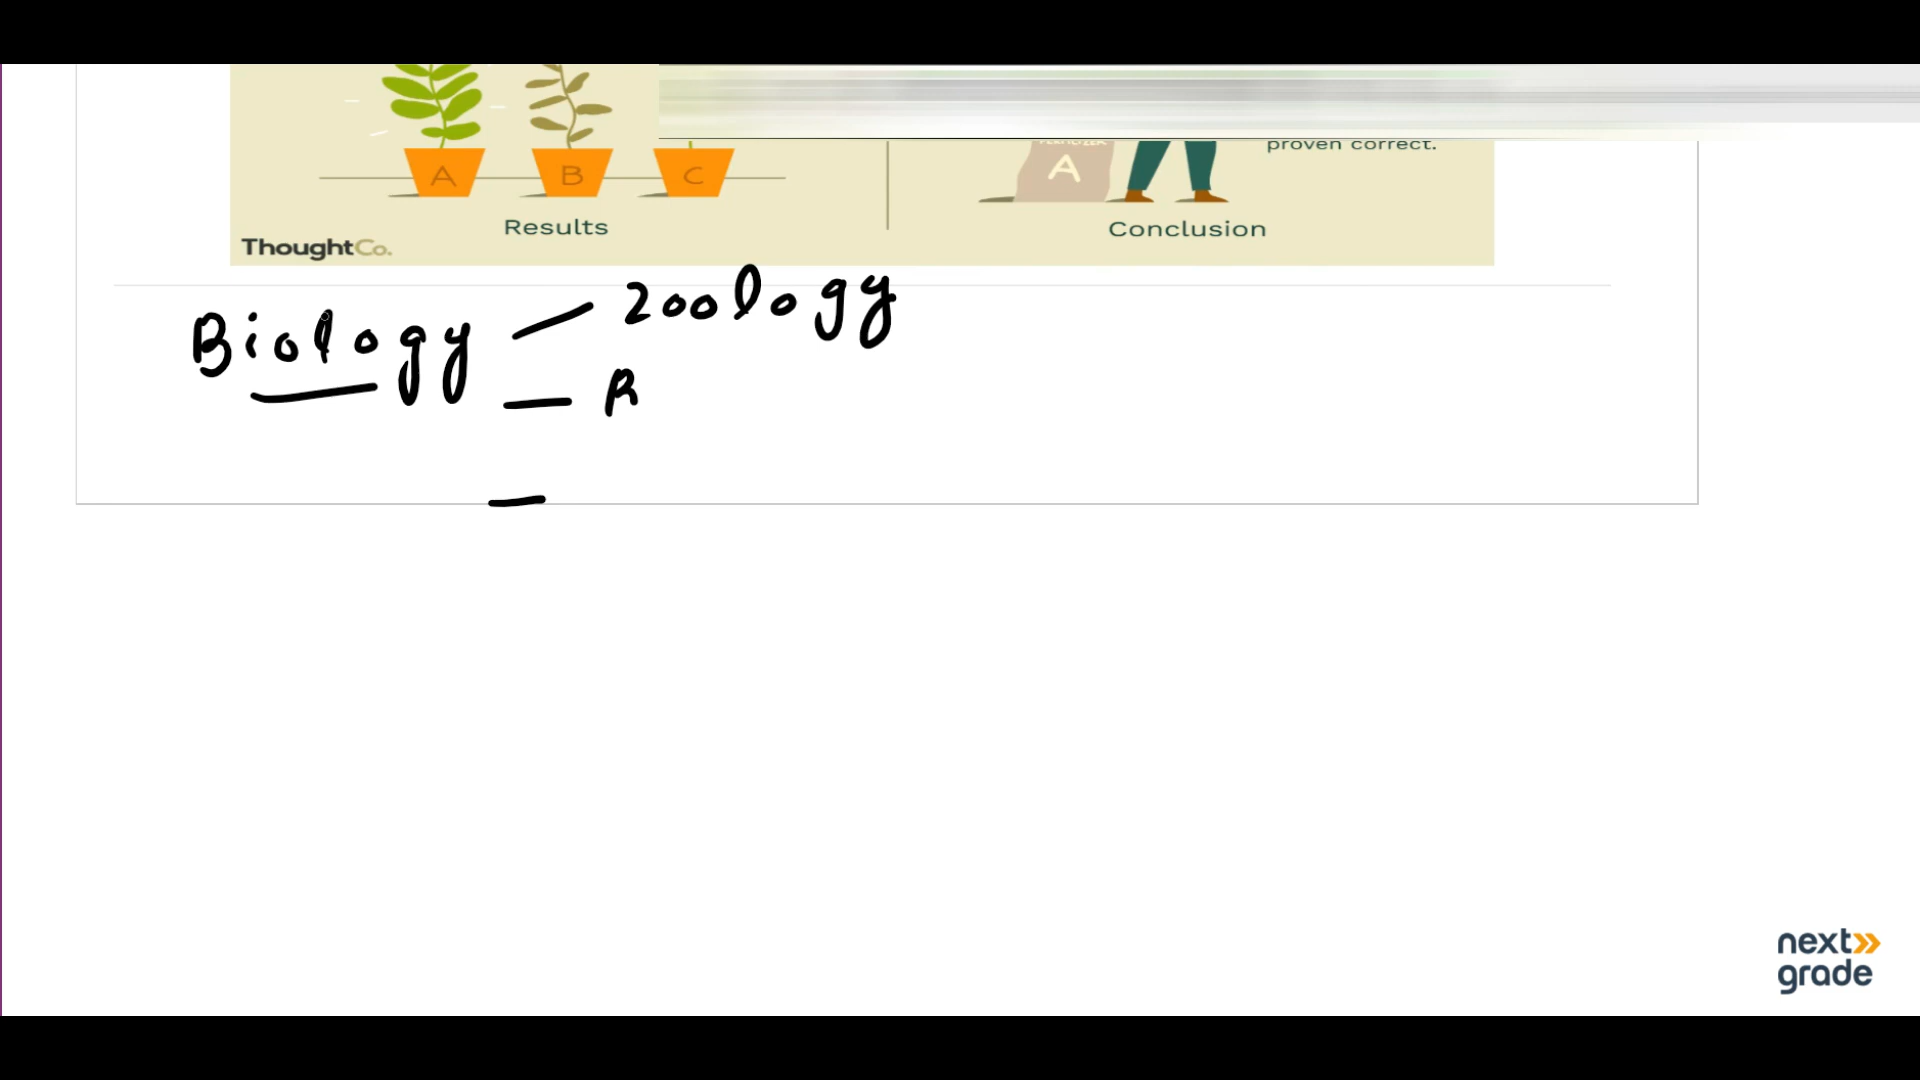 proven correct.
A
A B C
Results
Conclusion
ThoughtCo.
Biology — Zoology
—
—
next
grade